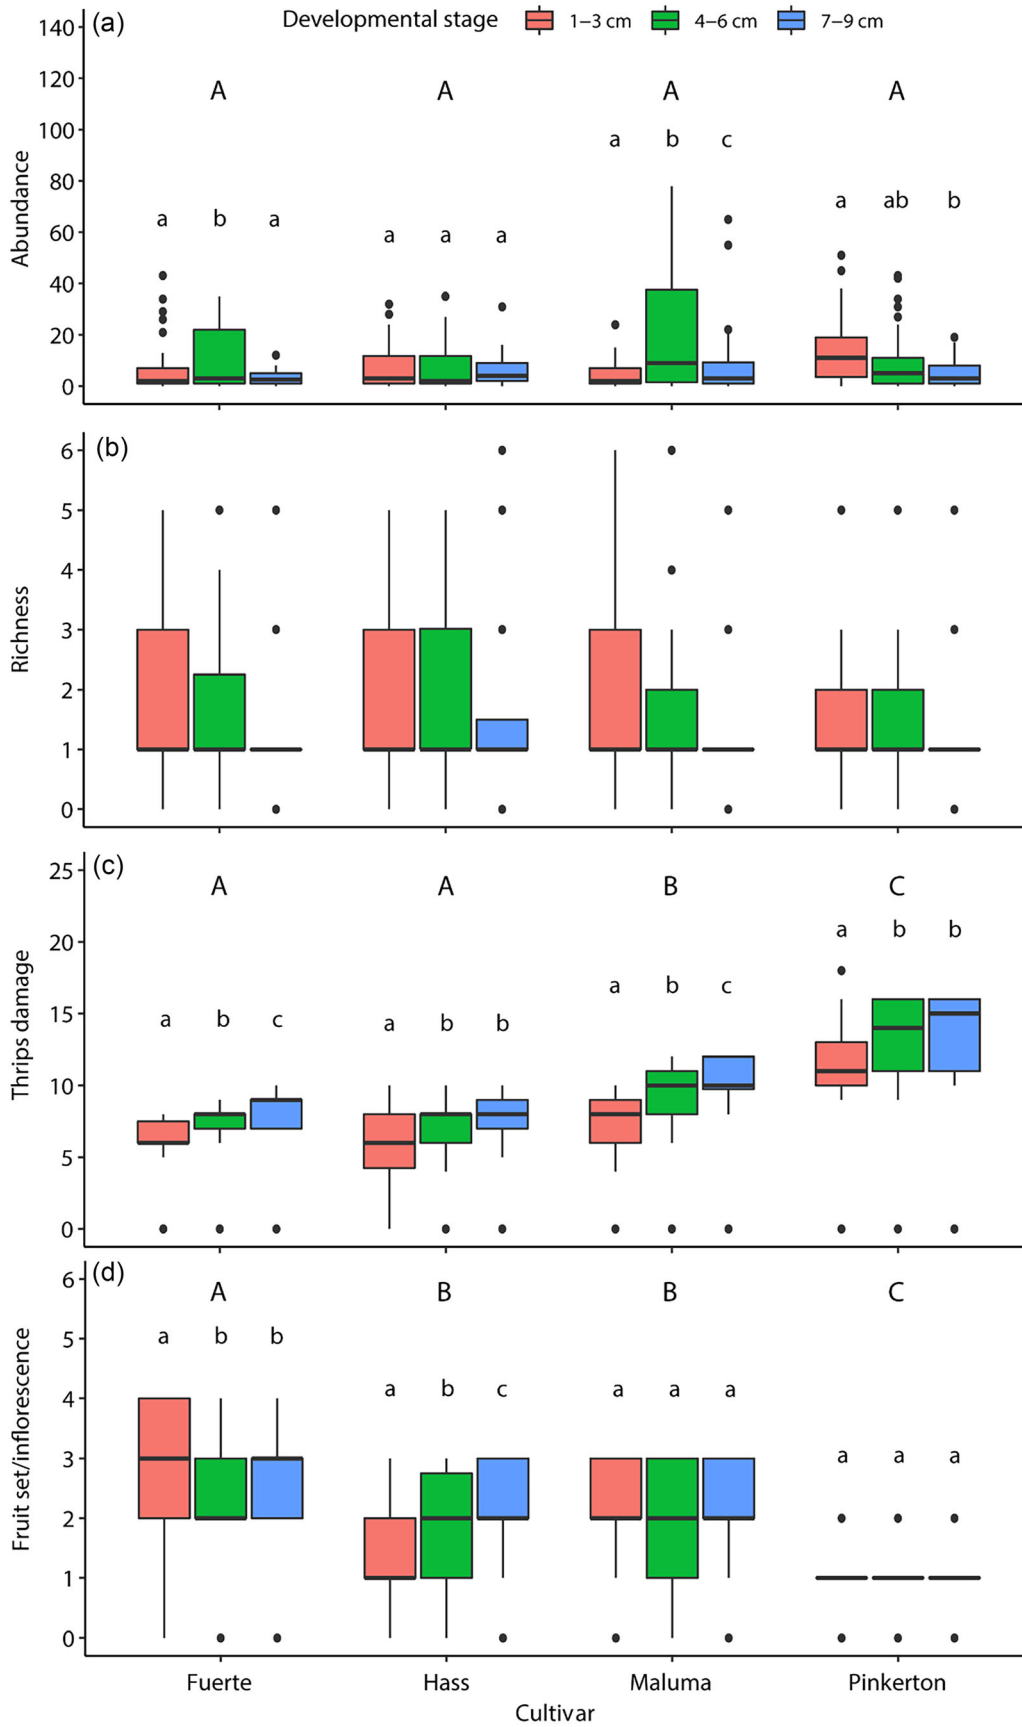 (a) Developmental stage 1–3 cm 4–6 cm 7–9 cm
140
120
100
80
60
40
20
0
Abundance
A A A A
a b a a a a a b c a ab b
(b)
6
5
4
3
2
1
0
Richness
(c)
25
20
15
10
5
0
Thrips damage
A A B C
a b c a b b a b c a b b
(d)
6
5
4
3
2
1
0
Fruit set/inflorescence
A B B C
a b b a b c a a a a a a
Fuerte Hass Maluma Pinkerton
Cultivar